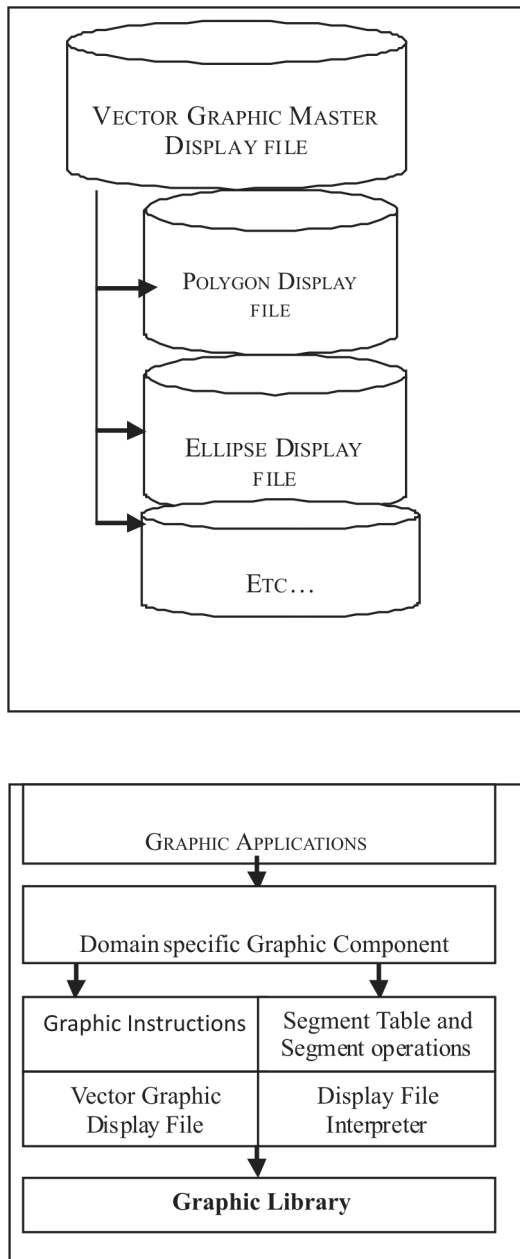 VECTOR GRAPHIC MASTER
DISPLAY FILE
POLYGON DISPLAY
FILE
ELLIPSE DISPLAY
FILE
ETC…
GRAPHIC APPLICATIONS
Domain specific Graphic Component
Graphic Instructions
Segment Table and
Segment operations
Vector Graphic
Display File
Display File
Interpreter
Graphic Library